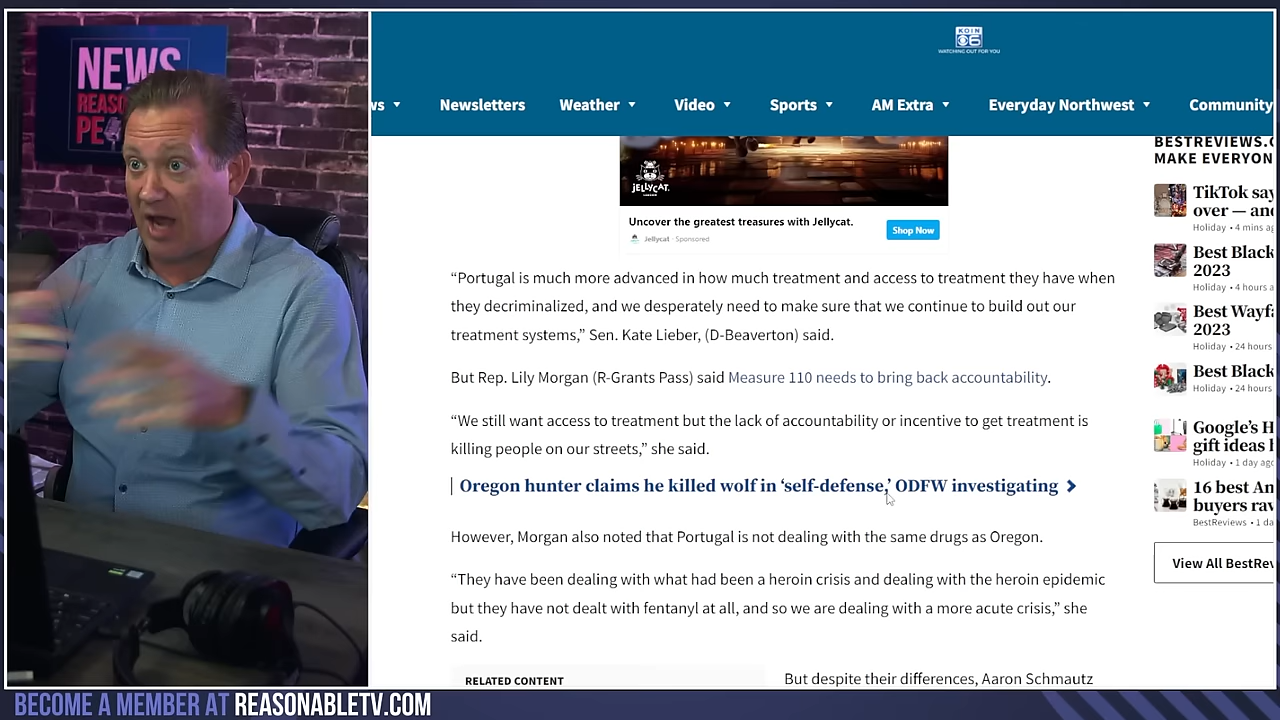 NEWS
REASO
PE
KOIN 6
WATCHING OUT FOR YOU
ws
Newsletters
Weather
Video
Sports
AM Extra
Everyday Northwest
Community
JELLYCAT.
LONDON
Uncover the greatest treasures with Jellycat.
Jellycat · Sponsored
Shop Now
“Portugal is much more advanced in how much treatment and access to treatment they have when
they decriminalized, and we desperately need to make sure that we continue to build out our
treatment systems,” Sen. Kate Lieber, (D-Beaverton) said.
But Rep. Lily Morgan (R-Grants Pass) said Measure 110 needs to bring back accountability.
“We still want access to treatment but the lack of accountability or incentive to get treatment is
killing people on our streets,” she said.
Oregon hunter claims he killed wolf in ‘self-defense,’ ODFW investigating
However, Morgan also noted that Portugal is not dealing with the same drugs as Oregon.
“They have been dealing with what had been a heroin crisis and dealing with the heroin epidemic
but they have not dealt with fentanyl at all, and so we are dealing with a more acute crisis,” she
said.
RELATED CONTENT
But despite their differences, Aaron Schmautz
BESTREVIEWS.C
MAKE EVERYON
TikTok say
over — and
Holiday • 4 mins ag
Best Black
2023
Holiday • 4 hours a
Best Wayfa
2023
Holiday • 24 hours
Best Black
Holiday • 24 hours
Google’s H
gift ideas h
Holiday • 1 day ago
16 best Am
buyers rav
BestReviews • 1 da
View All BestRev
BECOME A MEMBER AT REASONABLETV.COM